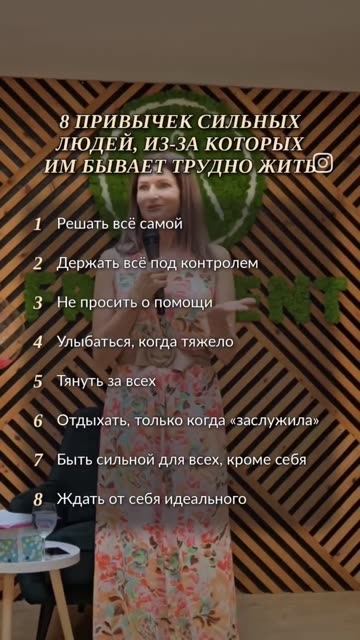 8 ПРИВЫЧЕК СИЛЬНЫХ
ЛЮДЕЙ, ИЗ-ЗА КОТОРЫХ
ИМ БЫВАЕТ ТРУДНО ЖИТЬ
1 Решать всё самой
2 Держать всё под контролем
3 Не просить о помощи
4 Улыбаться, когда тяжело
5 Тянуть за всех
6 Отдыхать, только когда «заслужила»
7 Быть сильной для всех, кроме себя
8 Ждать от себя идеального